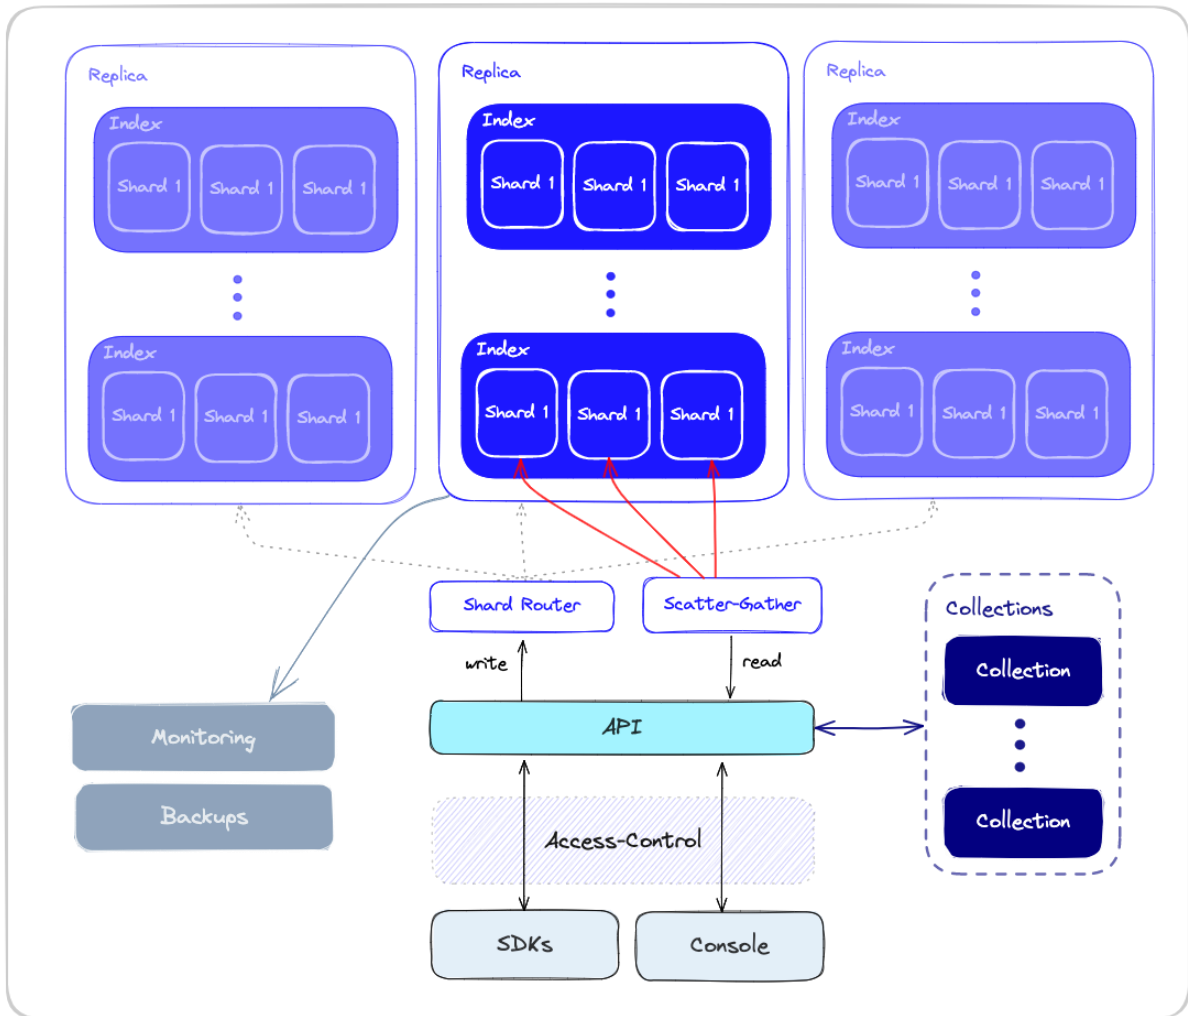 Replica
Index
Shard 1 Shard 1 Shard 1
Index
Shard 1 Shard 1 Shard 1
Replica
Index
Shard 1 Shard 1 Shard 1
Index
Shard 1 Shard 1 Shard 1
Replica
Index
Shard 1 Shard 1 Shard 1
Index
Shard 1 Shard 1 Shard 1
Shard Router
Scatter-Gather
write
read
API
Monitoring
Backups
Access-Control
SDKs
Console
Collections
Collection
Collection